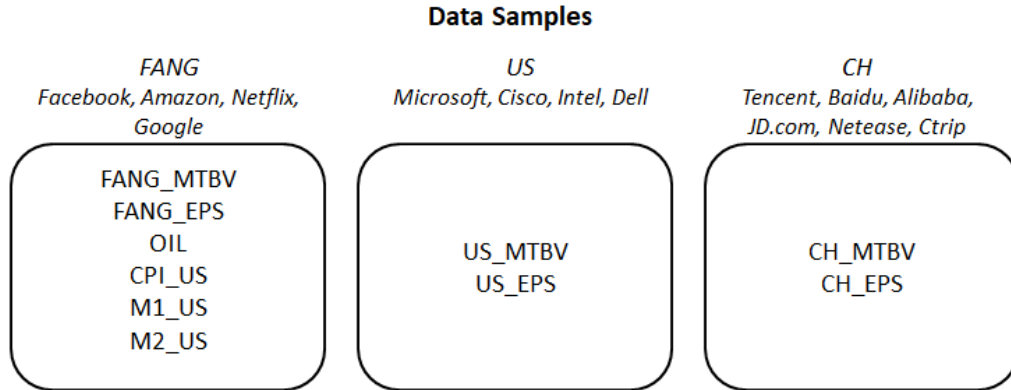 Data Samples
FANG
Facebook, Amazon, Netflix,
Google
US
Microsoft, Cisco, Intel, Dell
CH
Tencent, Baidu, Alibaba,
JD.com, Netease, Ctrip
FANG_MTBV
FANG_EPS
OIL
CPI_US
M1_US
M2_US
US_MTBV
US_EPS
CH_MTBV
CH_EPS